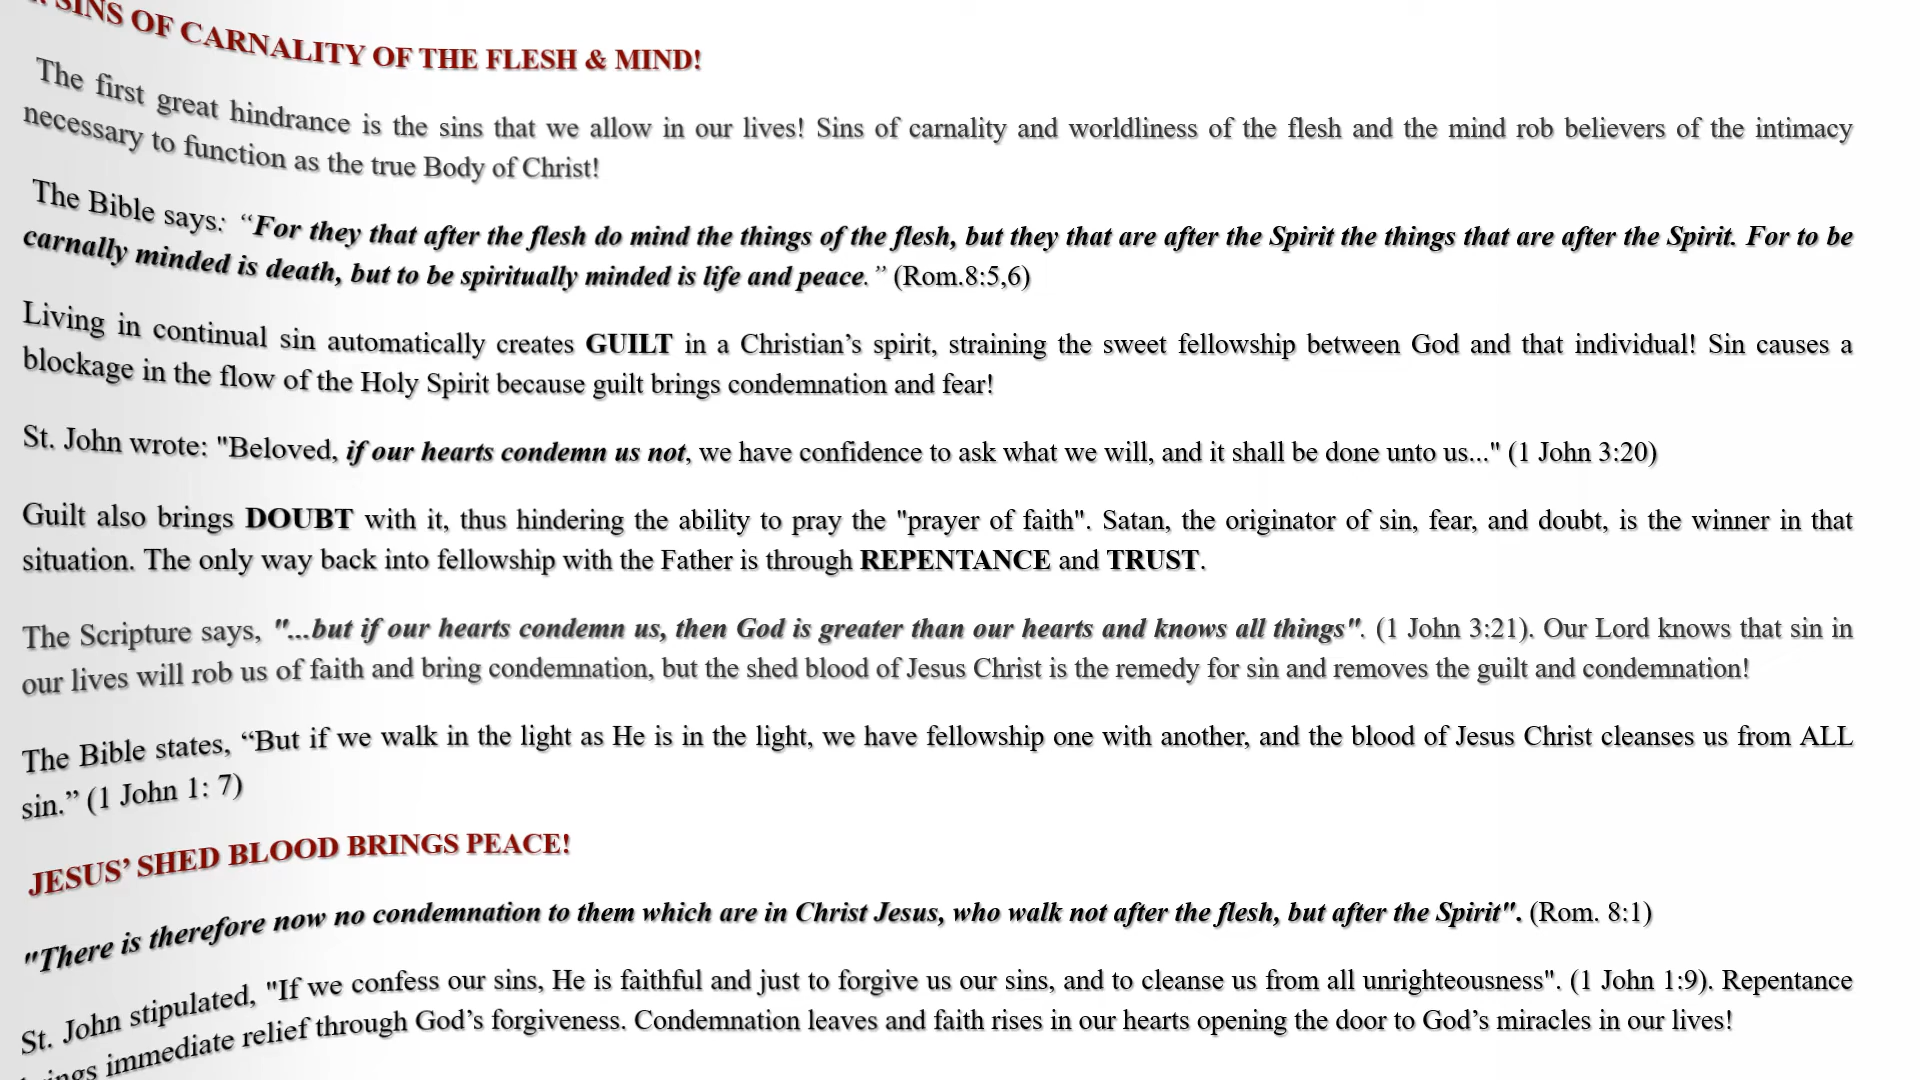 SINS OF CARNALITY OF THE FLESH & MIND!
The first great hindrance is the sins that we allow in our lives! Sins of carnality and worldliness of the flesh and the mind rob believers of the intimacy
necessary to function as the true Body of Christ!
The Bible says: “For they that after the flesh do mind the things of the flesh, but they that are after the Spirit the things that are after the Spirit. For to be
carnally minded is death, but to be spiritually minded is life and peace.” (Rom.8:5,6)
Living in continual sin automatically creates GUILT in a Christian’s spirit, straining the sweet fellowship between God and that individual! Sin causes a
blockage in the flow of the Holy Spirit because guilt brings condemnation and fear!
St. John wrote: "Beloved, if our hearts condemn us not, we have confidence to ask what we will, and it shall be done unto us..." (1 John 3:20)
Guilt also brings DOUBT with it, thus hindering the ability to pray the "prayer of faith". Satan, the originator of sin, fear, and doubt, is the winner in that
situation. The only way back into fellowship with the Father is through REPENTANCE and TRUST.
The Scripture says, "...but if our hearts condemn us, then God is greater than our hearts and knows all things". (1 John 3:21). Our Lord knows that sin in
our lives will rob us of faith and bring condemnation, but the shed blood of Jesus Christ is the remedy for sin and removes the guilt and condemnation!
The Bible states, “But if we walk in the light as He is in the light, we have fellowship one with another, and the blood of Jesus Christ cleanses us from ALL
sin.” (1 John 1: 7)
JESUS’ SHED BLOOD BRINGS PEACE!
"There is therefore now no condemnation to them which are in Christ Jesus, who walk not after the flesh, but after the Spirit". (Rom. 8:1)
St. John stipulated, "If we confess our sins, He is faithful and just to forgive us our sins, and to cleanse us from all unrighteousness". (1 John 1:9). Repentance
immediate relief through God’s forgiveness. Condemnation leaves and faith rises in our hearts opening the door to God’s miracles in our lives!